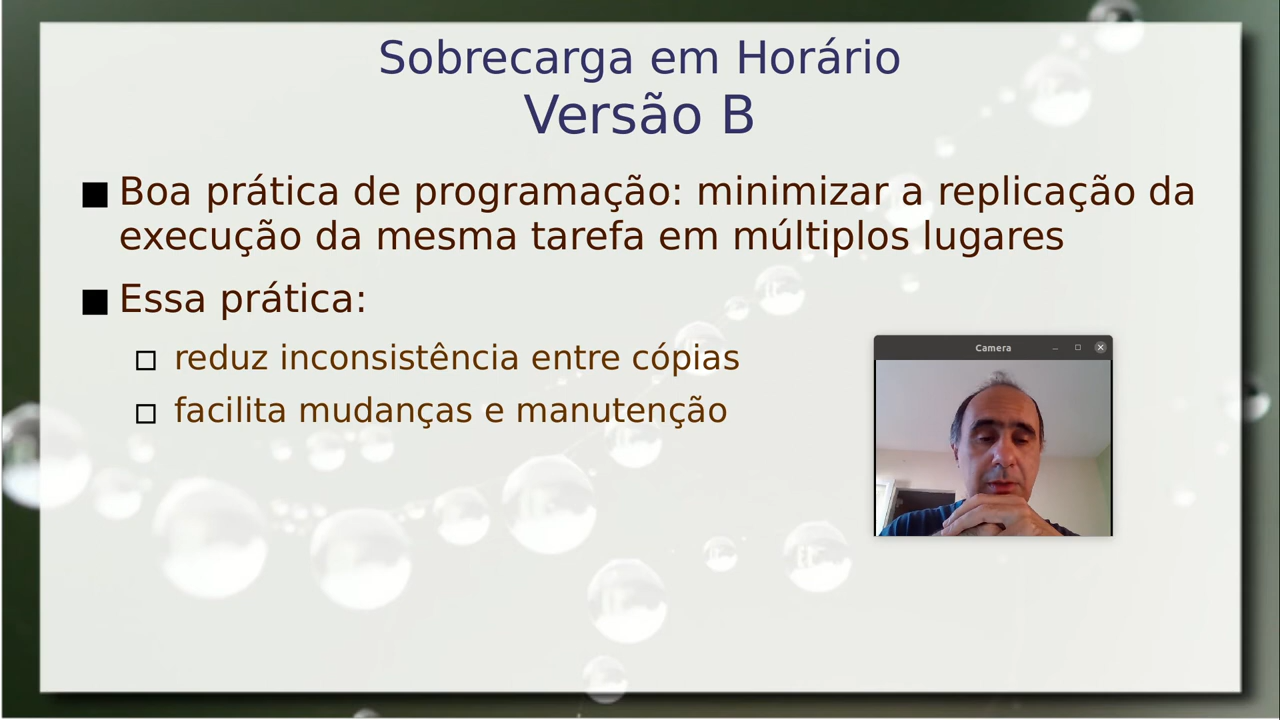 Sobrecarga em Horário
Versão B
Boa prática de programação: minimizar a replicação da
execução da mesma tarefa em múltiplos lugares
Essa prática:
reduz inconsistência entre cópias
facilita mudanças e manutenção
Camera